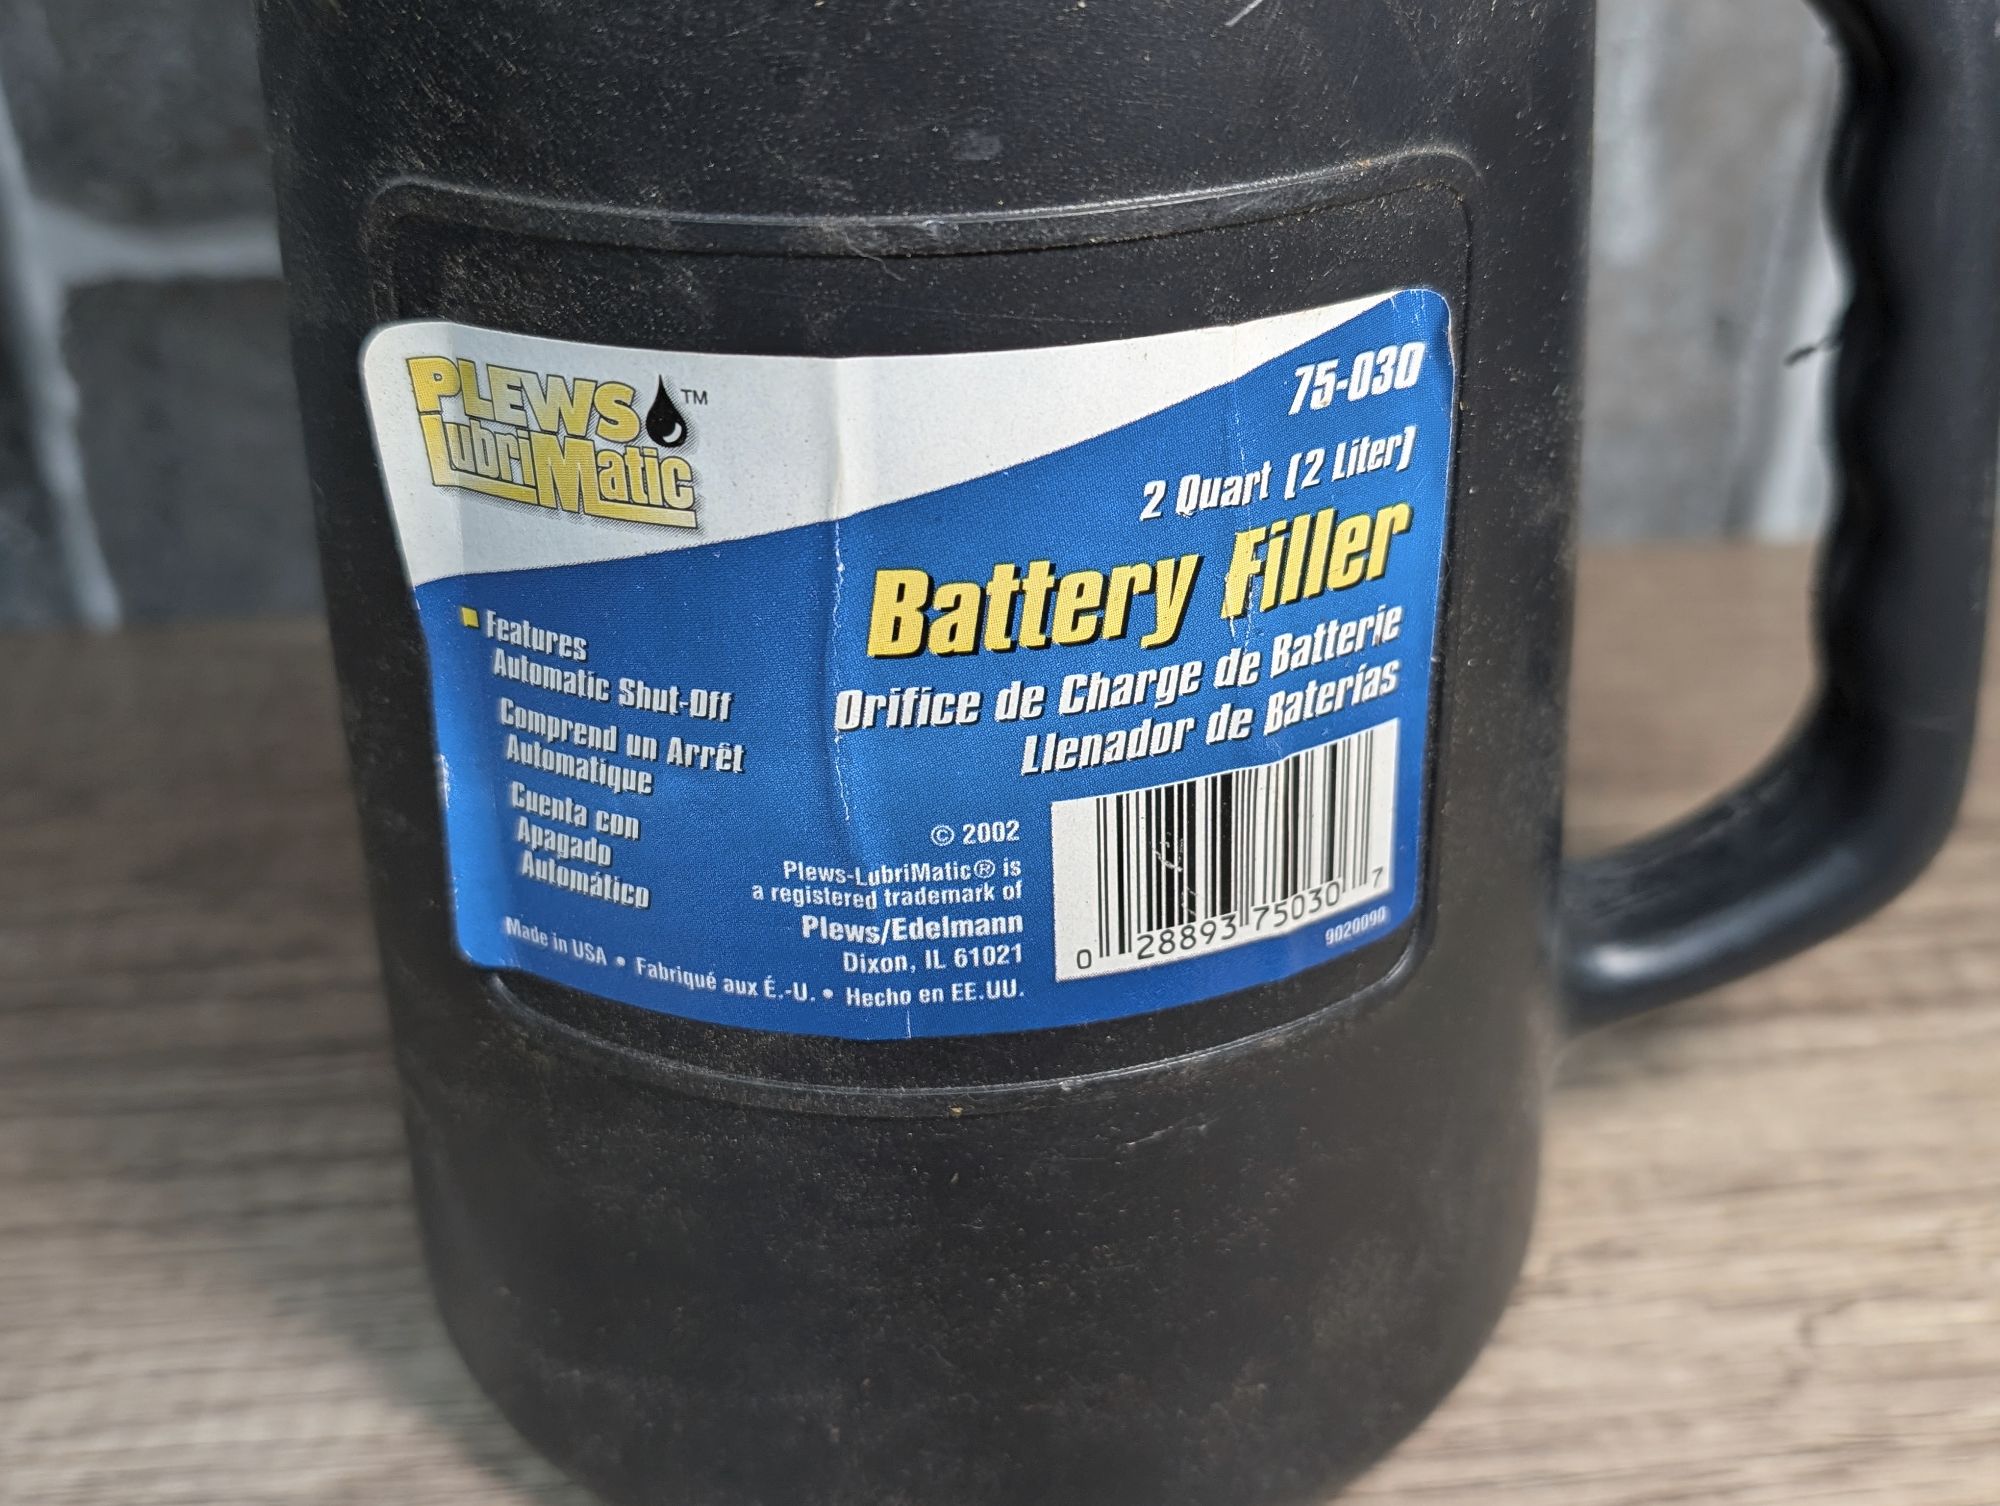 PLEWS
LubriMatic™
75-030
2 Quart (2 Liter)
Battery Filler
Orifice de Charge de Batterie
Llenador de Baterías
Features
Automatic Shut-Off
Comprend un Arrêt
Automatique
Cuenta con
Apagado
Automático
© 2002
Plews-LubriMatic® is
a registered trademark of
Plews/Edelmann
Dixon, IL 61021
Made in USA • Fabriqué aux É.-U. • Hecho en EE.UU.
0 28893 75030 7
9020090